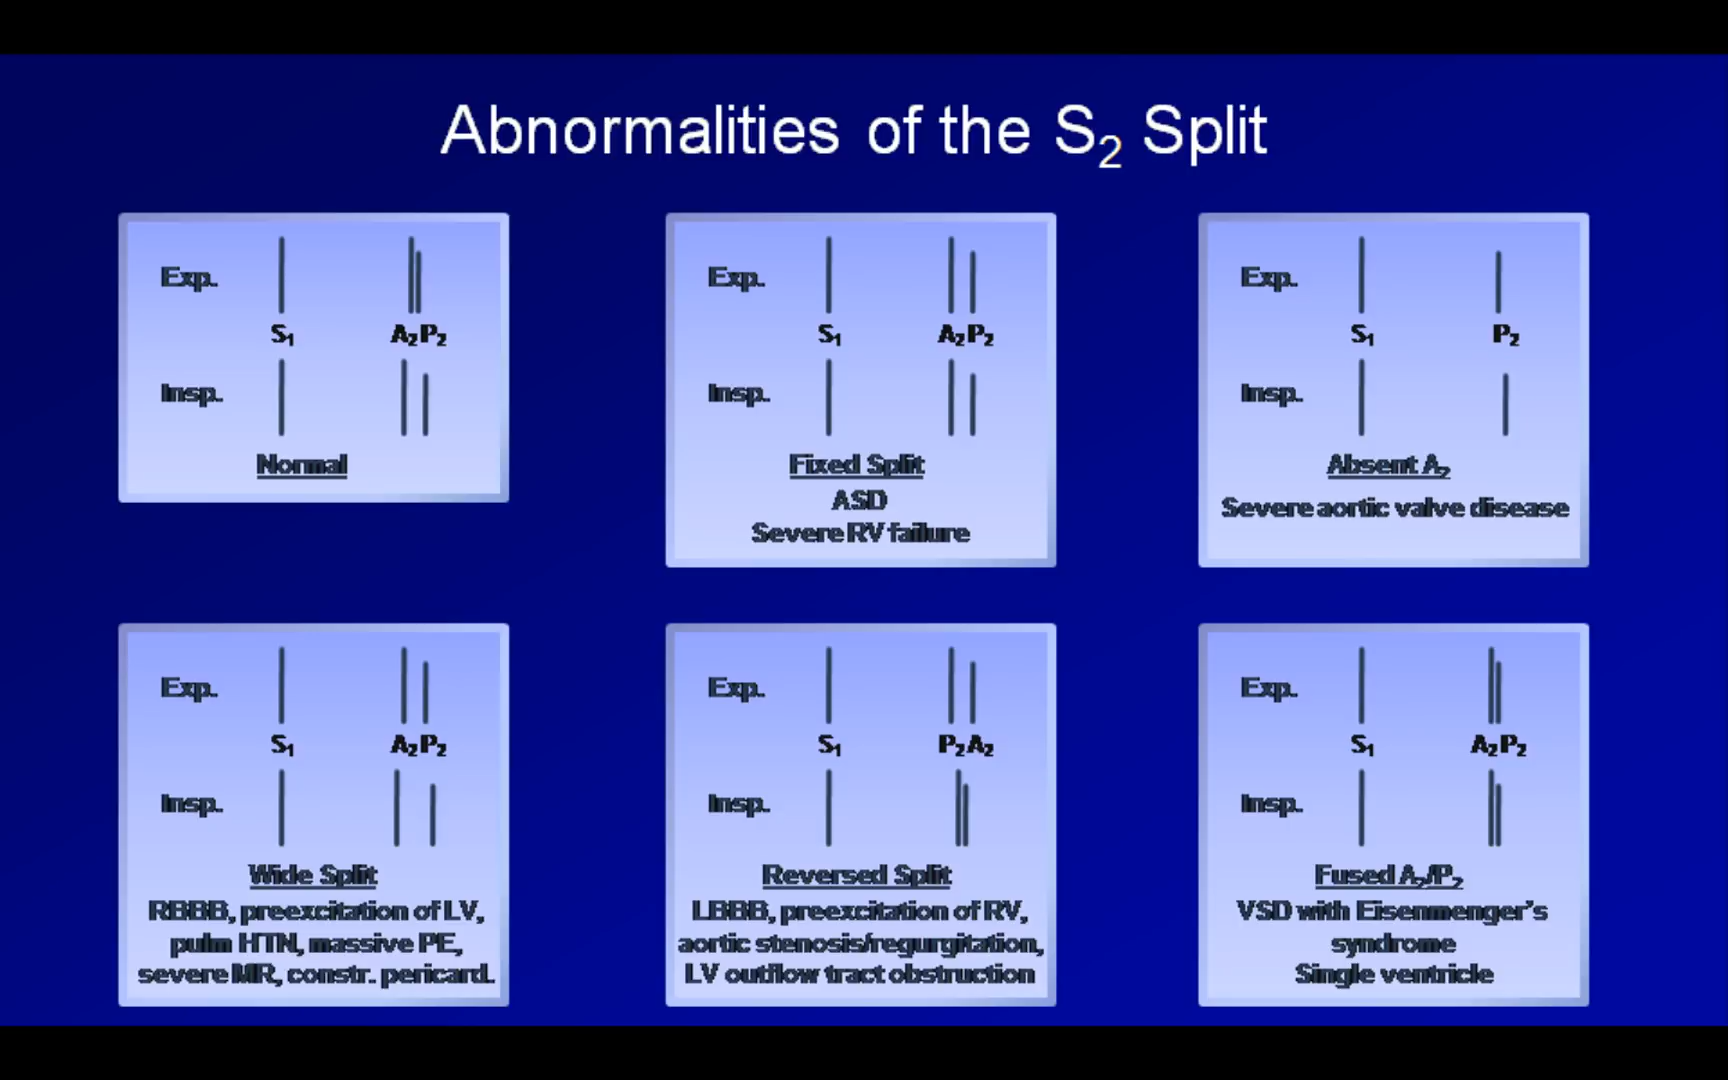 Abnormalities of the S₂ Split
Exp.
S₁ A₂ P₂
Insp.
Normal
Exp.
S₁ A₂ P₂
Insp.
Fixed Split
ASD
Severe RV failure
Exp.
S₁ P₂
Insp.
Absent A₂
Severe aortic valve disease
Exp.
S₁ A₂ P₂
Insp.
Wide Split
RBBB, preexcitation of LV,
pulm HTN, massive PE,
severe MR, constr. pericard.
Exp.
S₁ P₂ A₂
Insp.
Reversed Split
LBBB, preexcitation of RV,
aortic stenosis/regurgitation,
LV outflow tract obstruction
Exp.
S₁ A₂ P₂
Insp.
Fused A₂/P₂
VSD with Eisenmenger's
syndrome
Single ventricle